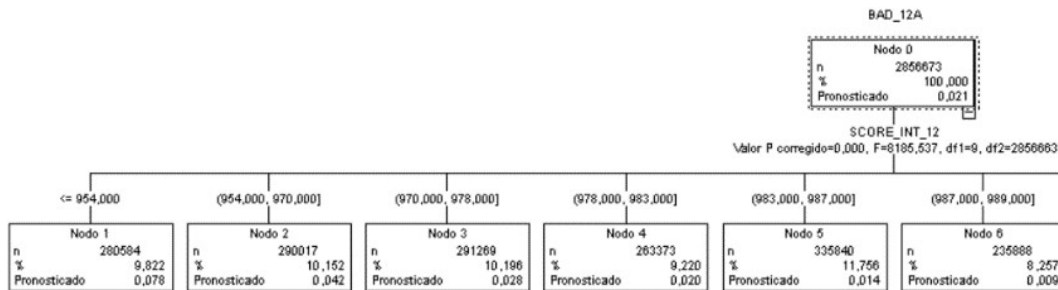 BAD_12A
Nodo 0
n 2856673
% 100,000
Pronosticado 0,021
SCORE_INT_12
Valor P corregido=0,000, F=8185,537, df1=9, df2=2856663
<= 954,000 (954,000, 970,000] (970,000, 978,000] (978,000, 983,000] (983,000, 987,000] (987,000, 989,000]
Nodo 1
n 280584
% 9,822
Pronosticado 0,078
Nodo 2
n 290017
% 10,152
Pronosticado 0,042
Nodo 3
n 291269
% 10,196
Pronosticado 0,028
Nodo 4
n 263373
% 9,220
Pronosticado 0,020
Nodo 5
n 335840
% 11,756
Pronosticado 0,014
Nodo 6
n 235888
% 8,257
Pronosticado 0,009